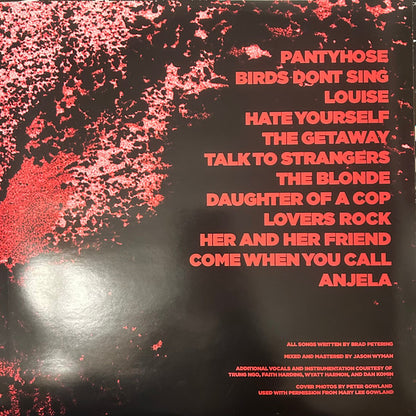 PANTYHOSE
BIRDS DONT SING
LOUISE
HATE YOURSELF
THE GETAWAY
TALK TO STRANGERS
THE BLONDE
DAUGHTER OF A COP
LOVERS ROCK
HER AND HER FRIEND
COME WHEN YOU CALL
ANJELA
ALL SONGS WRITTEN BY BRAD PETERING
MIXED AND MASTERED BY JASON WYMAN
ADDITIONAL VOCALS AND INSTRUMENTATION COURTESY OF
TRUNG NGO, FAITH HARDING, WYATT HARMON, AND DAN KOMIN
COVER PHOTOS BY PETER GOWLAND
USED WITH PERMISSION FROM MARY LEE GOWLAND